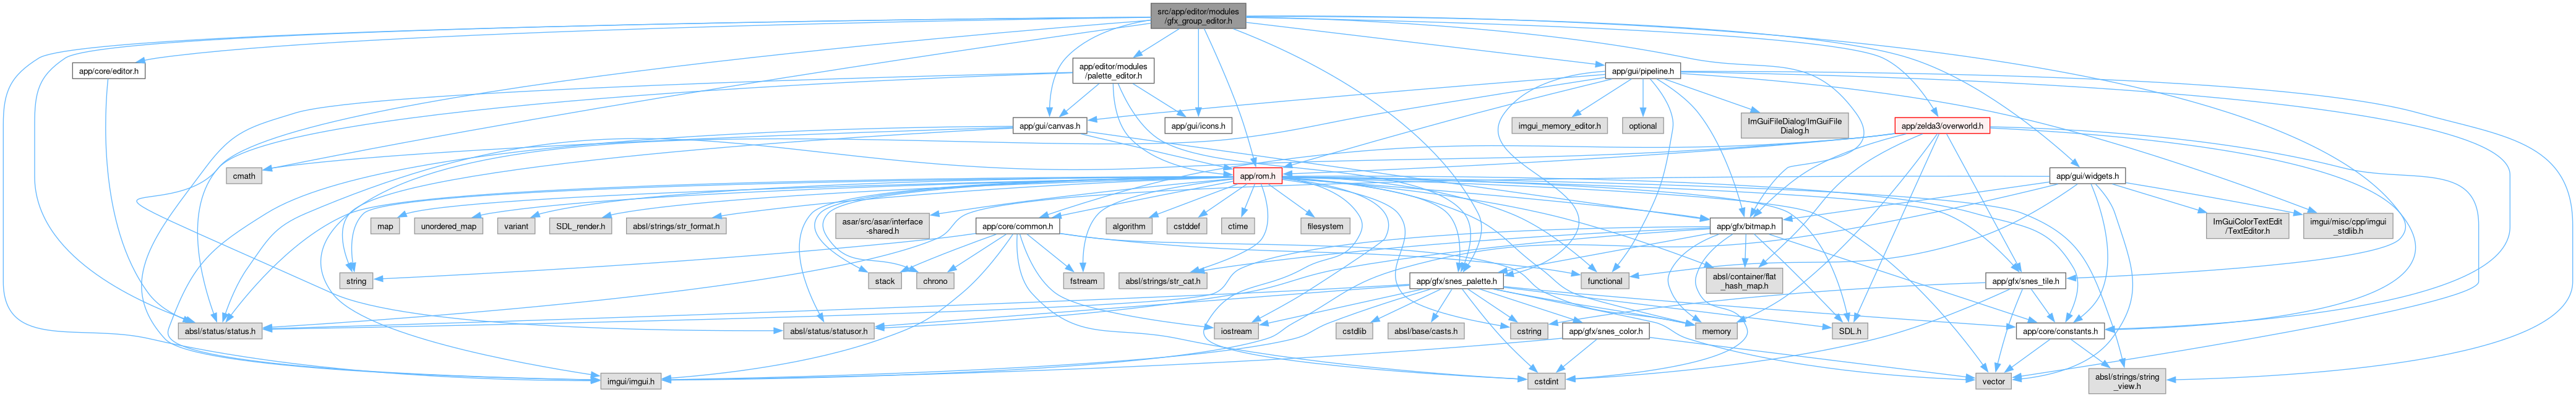 src/app/editor/modules
/gfx_group_editor.h
app/core/editor.h
app/editor/modules
/palette_editor.h
app/gui/pipeline.h
app/gui/canvas.h
app/gui/icons.h
imgui_memory_editor.h
optional
ImGuiFileDialog/ImGuiFile
Dialog.h
app/zelda3/overworld.h
cmath
app/rom.h
app/gui/widgets.h
map
unordered_map
variant
SDL_render.h
absl/strings/str_format.h
asar/src/asar/interface
-shared.h
app/core/common.h
algorithm
cstddef
ctime
filesystem
app/gfx/bitmap.h
ImGuiColorTextEdit
/TextEditor.h
imgui/misc/cpp/imgui
_stdlib.h
string
stack
chrono
fstream
absl/strings/str_cat.h
app/gfx/snes_palette.h
functional
absl/container/flat
_hash_map.h
app/gfx/snes_tile.h
absl/status/status.h
absl/status/statusor.h
iostream
cstdlib
absl/base/casts.h
cstring
app/gfx/snes_color.h
memory
SDL.h
app/core/constants.h
imgui/imgui.h
cstdint
vector
absl/strings/string
_view.h